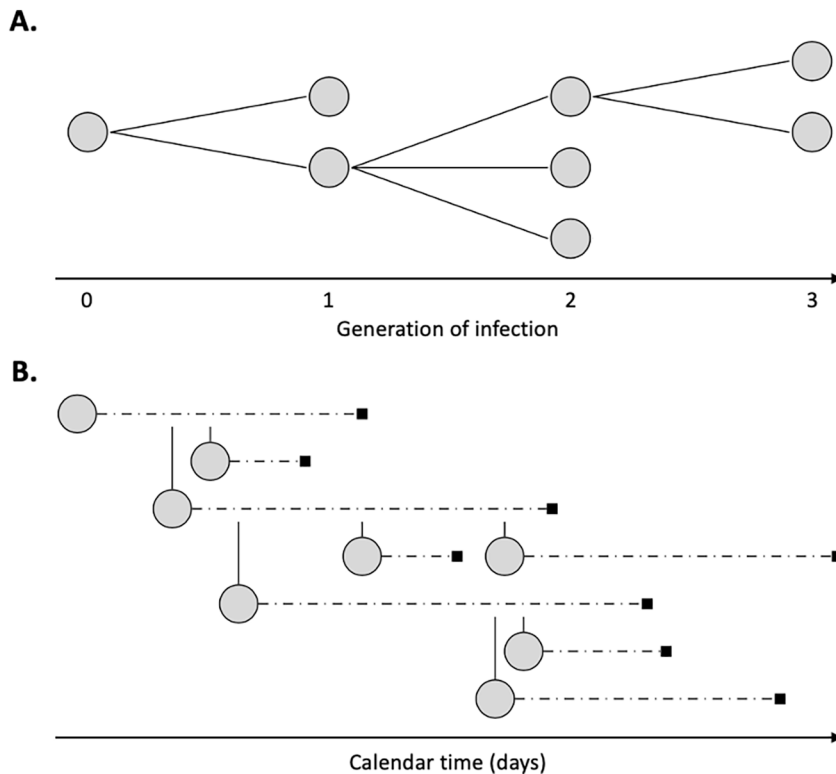 A.
0 1 2 3
Generation of infection
B.
Calendar time (days)